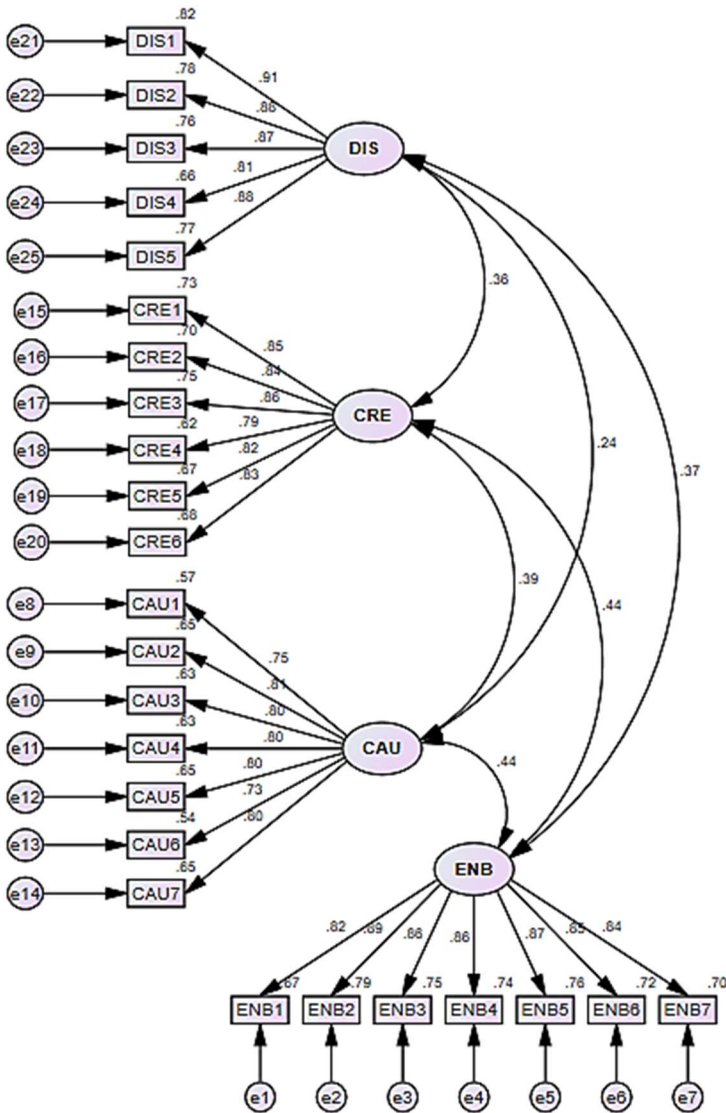 .82
e21 DIS1
.78 .91
e22 DIS2
.76 .88
e23 DIS3 .87 DIS
.66 .81
e24 DIS4
.77 .88
e25 DIS5
.73 .36
e15 CRE1
.70 .85
e16 CRE2
.75 .84
e17 CRE3 .86
.62 CRE
e18 CRE4 .79
.67 .82 .24 .37
e19 CRE5
.68 .83
e20 CRE6
.57 .39
e8 CAU1 .44
.65
e9 CAU2 .75
.63 .81
e10 CAU3
.63 .80
e11 CAU4 .80 CAU
.65 .80 .44
e12 CAU5
.54 .73
e13 CAU6
.65 .80
e14 CAU7
ENB
.82 .89 .86 .86 .87 .85 .84
.67 .79 .75 .74 .76 .72 .70
ENB1 ENB2 ENB3 ENB4 ENB5 ENB6 ENB7
e1 e2 e3 e4 e5 e6 e7